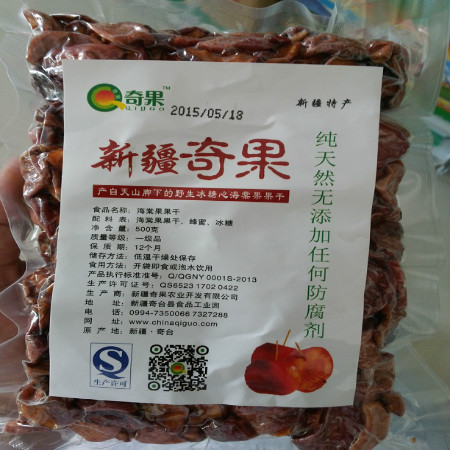 奇果™
Qiguo
2015/05/18
新疆特产
新疆奇果
产自天山脚下的野生冰糖心海棠果果干
纯天然无添加任何防腐剂
食品名称：海棠果果干
配料表：海棠果果干、蜂蜜、冰糖
净含量：500克
质量等级：一级品
保质期：12个月
储存方法：低温干燥处保存
食用方法：开袋即食或泡水饮用
产品执行标准准号：Q/QGNY0001S-2013
生产许可证号：QS6523 1702 0422
生产商：新疆奇果农业开发有限公司
地址：新疆奇台县食品工业园
电话：0994-7350066 7327288
网址：www.chinaqiguo.com
原产地：新疆·奇台
QS
生产许可